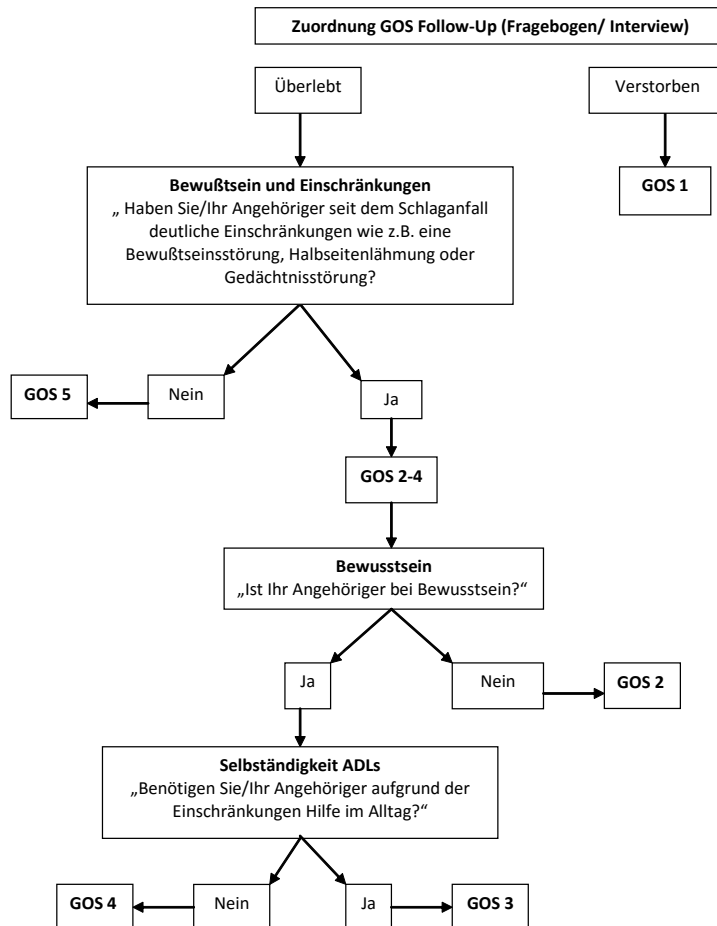 Zuordnung GOS Follow-Up (Fragebogen/ Interview)
Überlebt
Verstorben
GOS 1
Bewußtsein und Einschränkungen
„ Haben Sie/Ihr Angehöriger seit dem Schlaganfall
deutliche Einschränkungen wie z.B. eine
Bewußtseinsstörung, Halbseitenlähmung oder
Gedächtnisstörung?
GOS 5
Nein
Ja
GOS 2-4
Bewusstsein
„Ist Ihr Angehöriger bei Bewusstsein?“
Ja
Nein
GOS 2
Selbständigkeit ADLs
„Benötigen Sie/Ihr Angehöriger aufgrund der
Einschränkungen Hilfe im Alltag?“
GOS 4
Nein
Ja
GOS 3